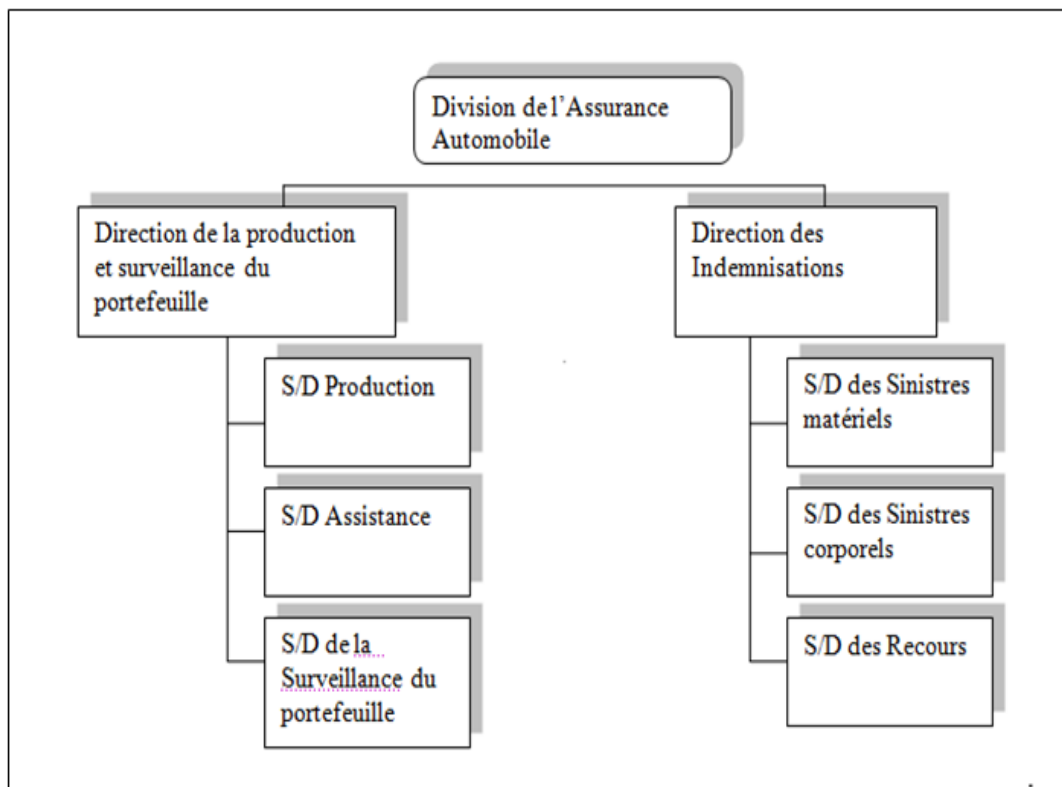 Division de l'Assurance
Automobile
Direction de la production
et surveillance du
portefeuille
Direction des
Indemnisations
S/D Production
S/D Assistance
S/D de la
Surveillance du
portefeuille
S/D des Sinistres
matériels
S/D des Sinistres
corporels
S/D des Recours